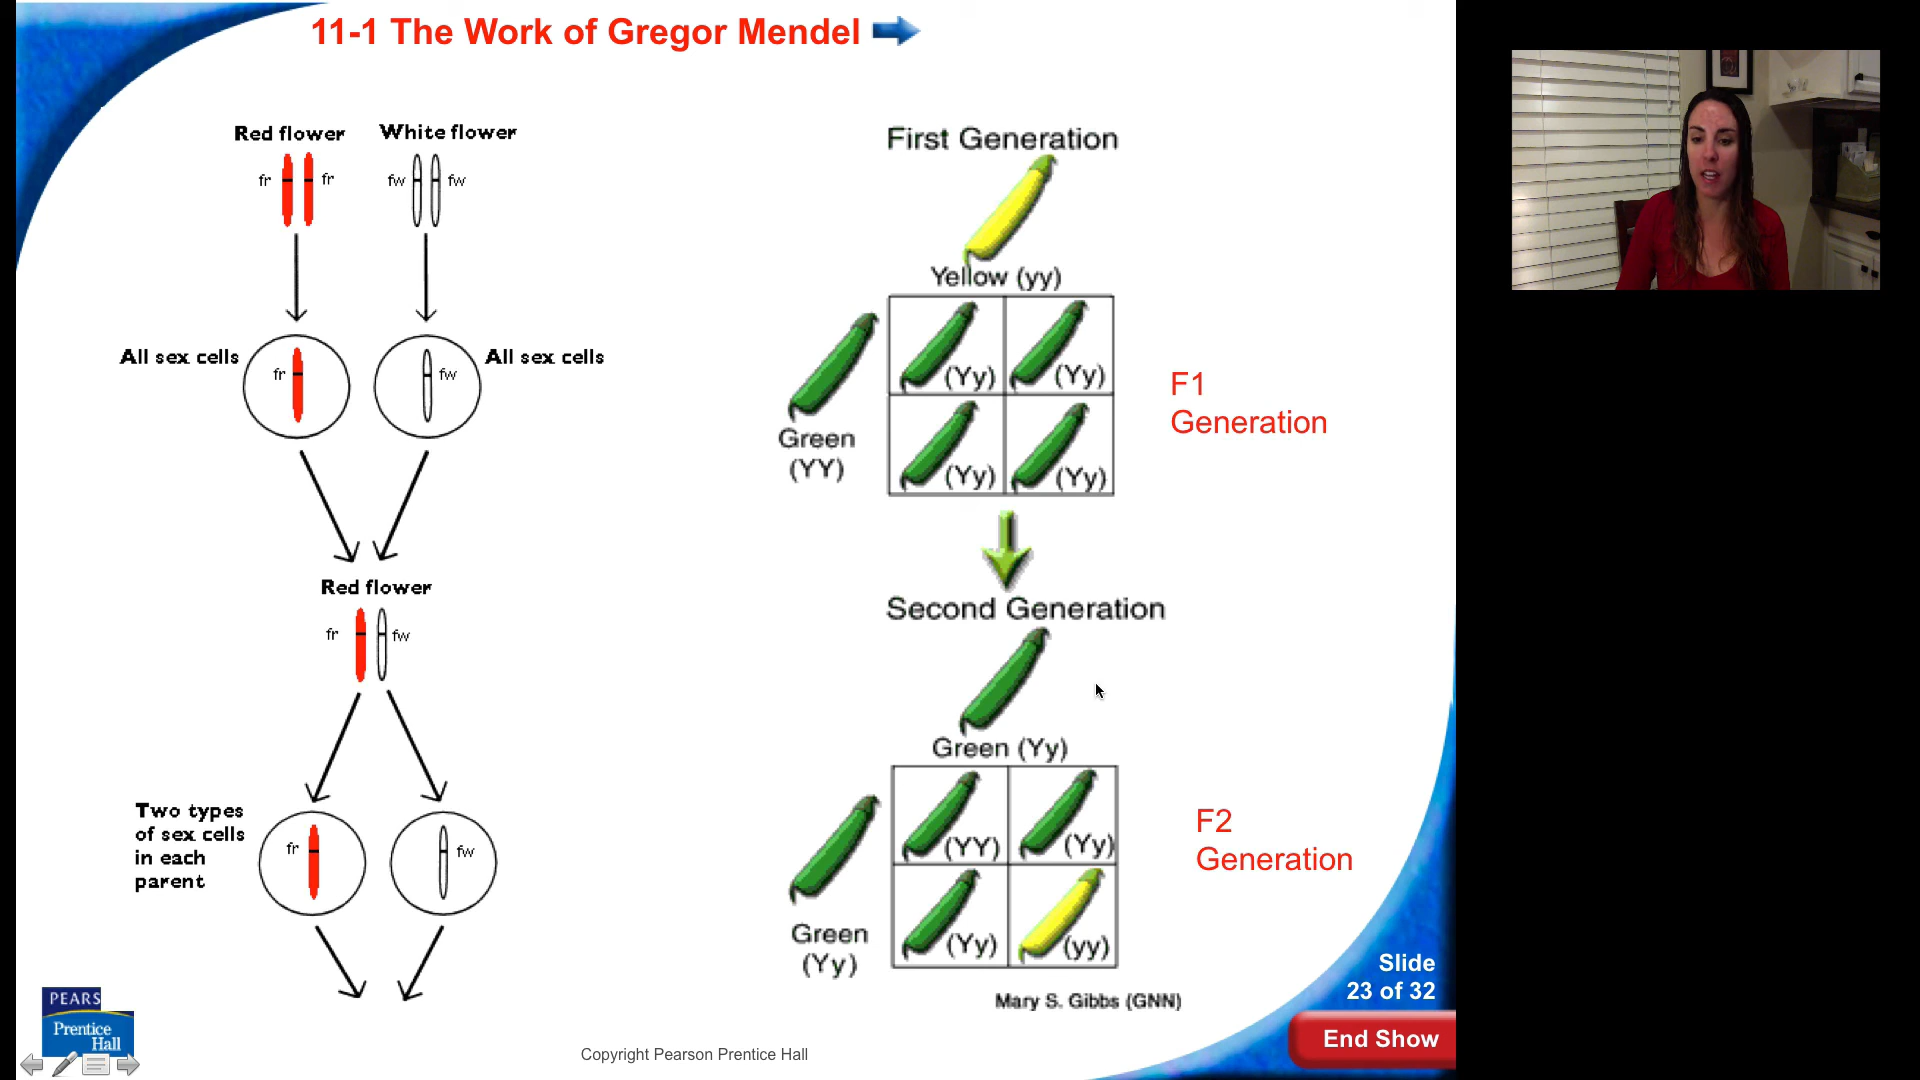 11-1 The Work of Gregor Mendel
Red flower
White flower
fr
fr
fw
fw
All sex cells
fr
fw
All sex cells
Red flower
fr
fw
Two types
of sex cells
in each
parent
fr
fw
First Generation
Yellow (yy)
Green
(YY)
(Yy)
(Yy)
(Yy)
(Yy)
F1
Generation
Second Generation
Green (Yy)
Green
(Yy)
(YY)
(Yy)
(Yy)
(yy)
F2
Generation
Mary S. Gibbs (GNN)
Slide
23 of 32
End Show
PEARS
Prentice
Hall
Copyright Pearson Prentice Hall